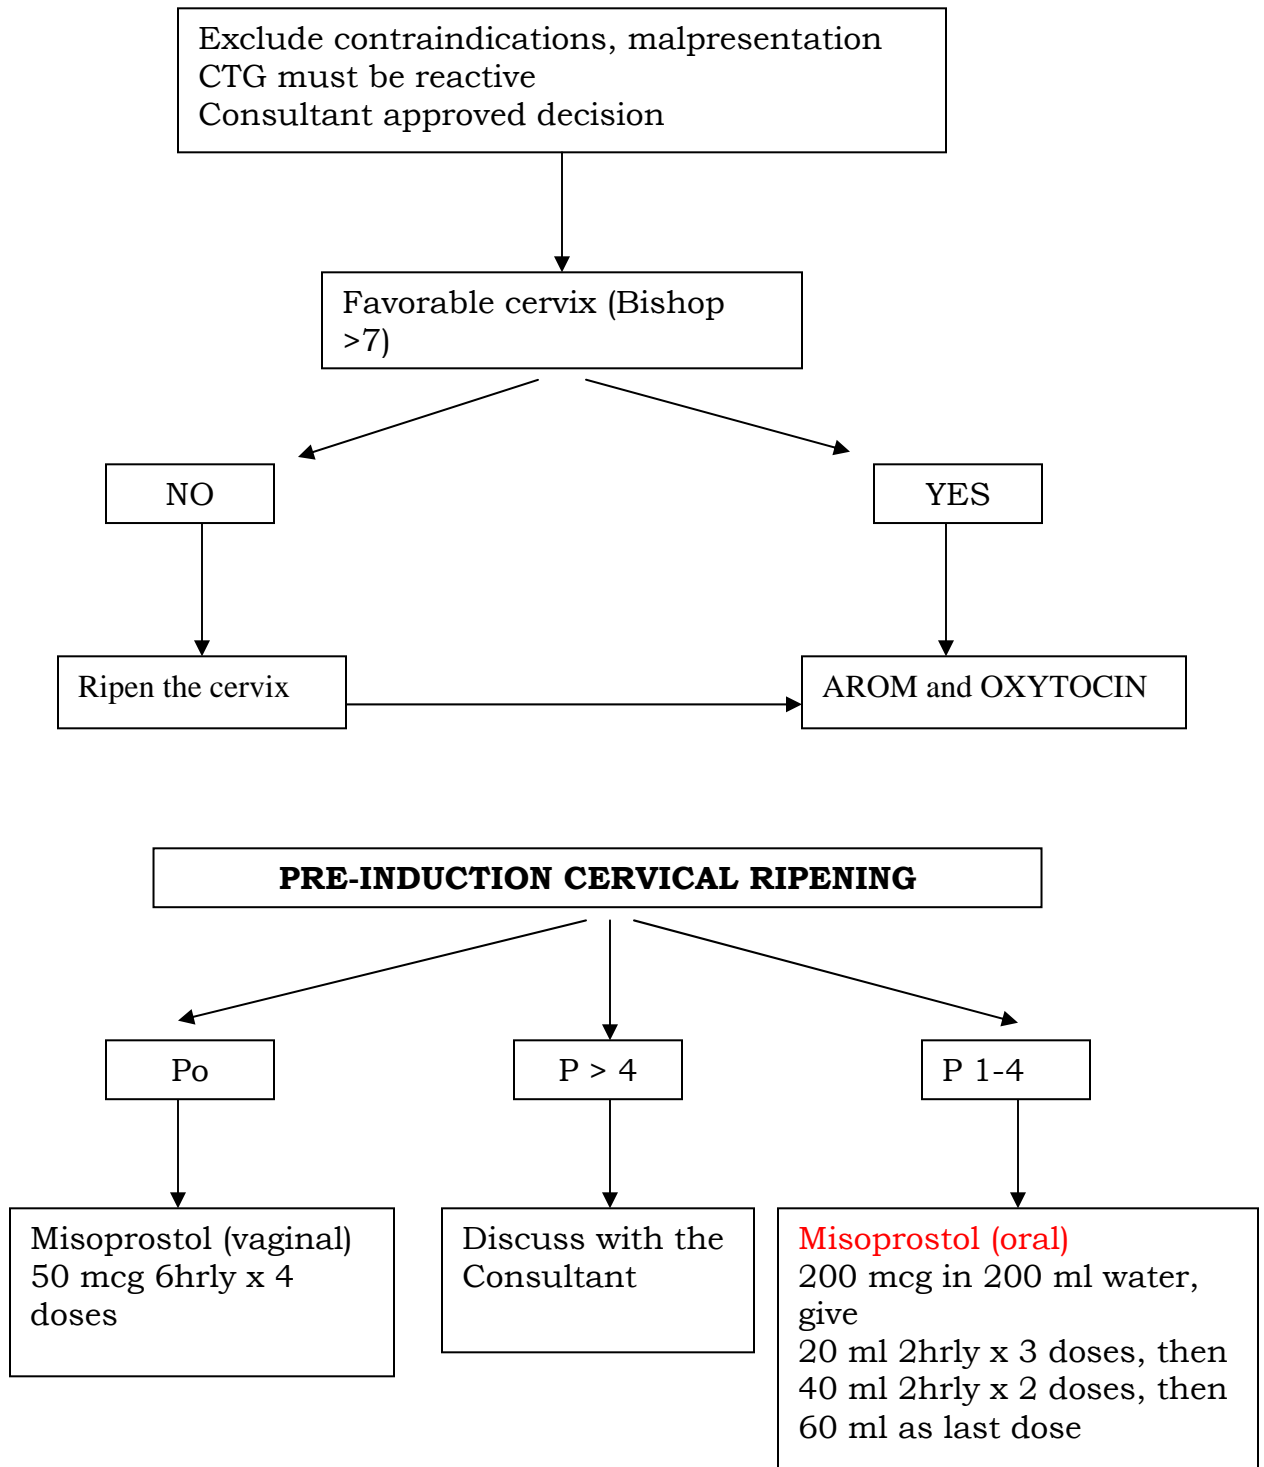 Exclude contraindications, malpresentation
CTG must be reactive
Consultant approved decision
Favorable cervix (Bishop
>7)
NO
YES
Ripen the cervix
AROM and OXYTOCIN
PRE-INDUCTION CERVICAL RIPENING
Po
P > 4
P 1-4
Misoprostol (vaginal)
50 mcg 6hrly x 4
doses
Discuss with the
Consultant
Misoprostol (oral)
200 mcg in 200 ml water,
give
20 ml 2hrly x 3 doses, then
40 ml 2hrly x 2 doses, then
60 ml as last dose